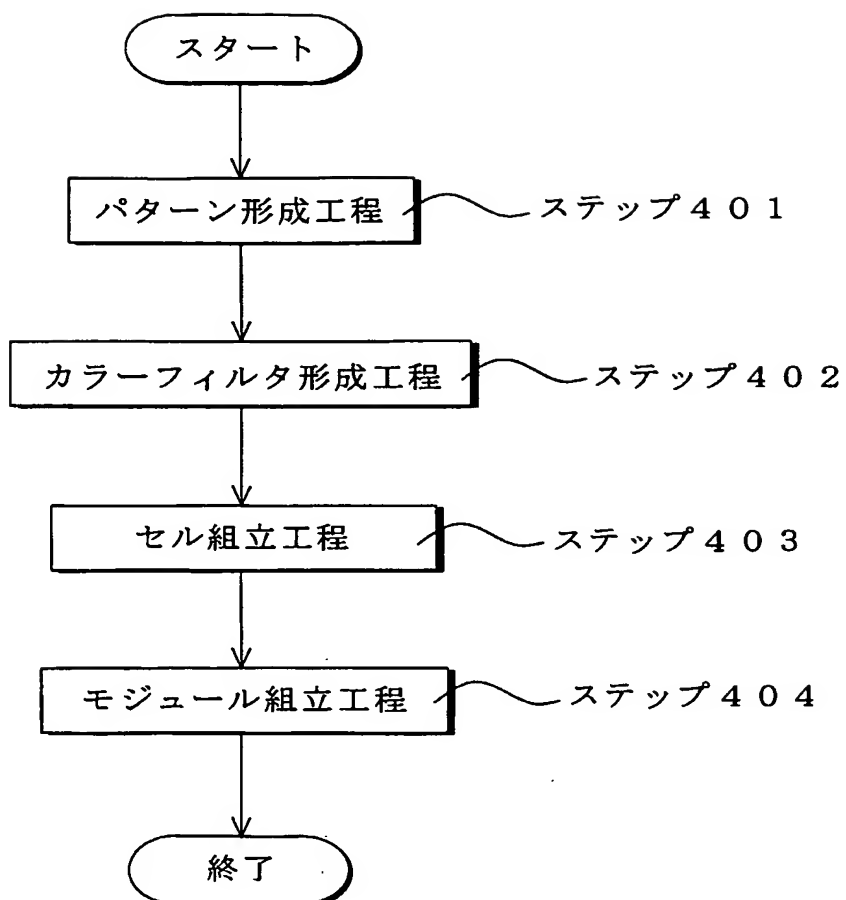 スタート
パターン形成工程
ステップ401
カラーフィルタ形成工程
ステップ402
セル組立工程
ステップ403
モジュール組立工程
ステップ404
終了